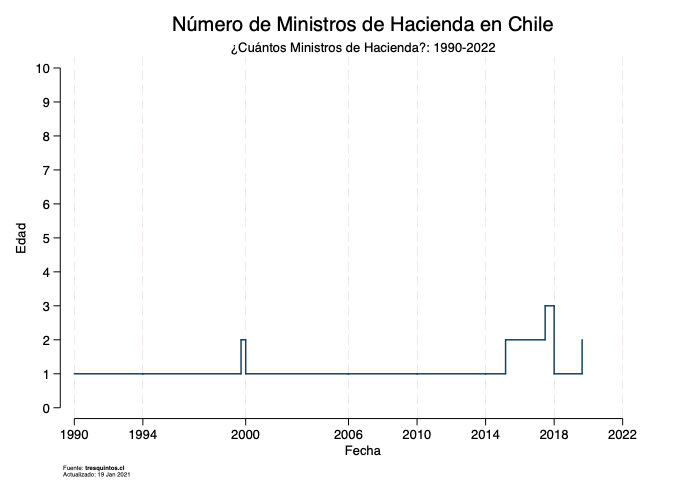 Número de Ministros de Hacienda en Chile
¿Cuántos Ministros de Hacienda?: 1990-2022
10
9
8
7
6
5
4
3
2
1
0
Edad
1990 1994 2000 2006 2010 2014 2018 2022
Fecha
Fuente: tresquintos.cl
Actualizado: 19 Jan 2021